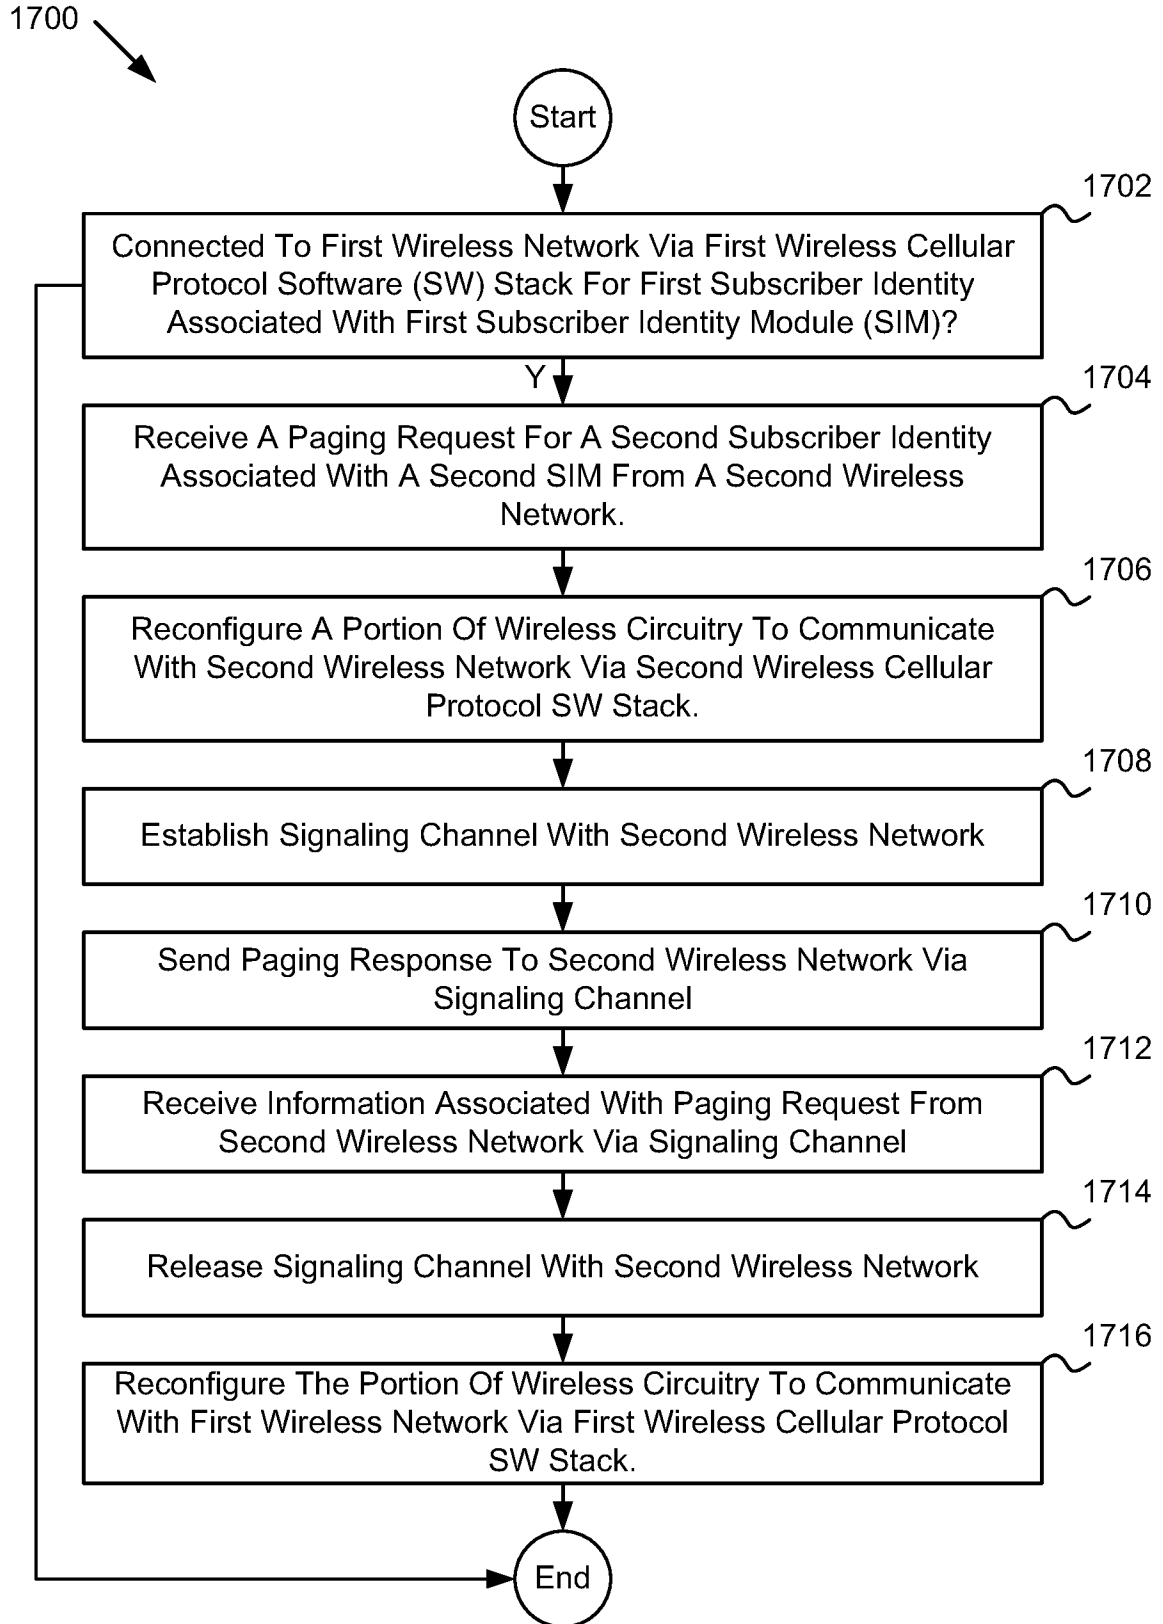 1700
Start
1702
Connected To First Wireless Network Via First Wireless Cellular
Protocol Software (SW) Stack For First Subscriber Identity
Associated With First Subscriber Identity Module (SIM)?
Y
1704
Receive A Paging Request For A Second Subscriber Identity
Associated With A Second SIM From A Second Wireless
Network.
1706
Reconfigure A Portion Of Wireless Circuitry To Communicate
With Second Wireless Network Via Second Wireless Cellular
Protocol SW Stack.
1708
Establish Signaling Channel With Second Wireless Network
1710
Send Paging Response To Second Wireless Network Via
Signaling Channel
1712
Receive Information Associated With Paging Request From
Second Wireless Network Via Signaling Channel
1714
Release Signaling Channel With Second Wireless Network
1716
Reconfigure The Portion Of Wireless Circuitry To Communicate
With First Wireless Network Via First Wireless Cellular Protocol
SW Stack.
End